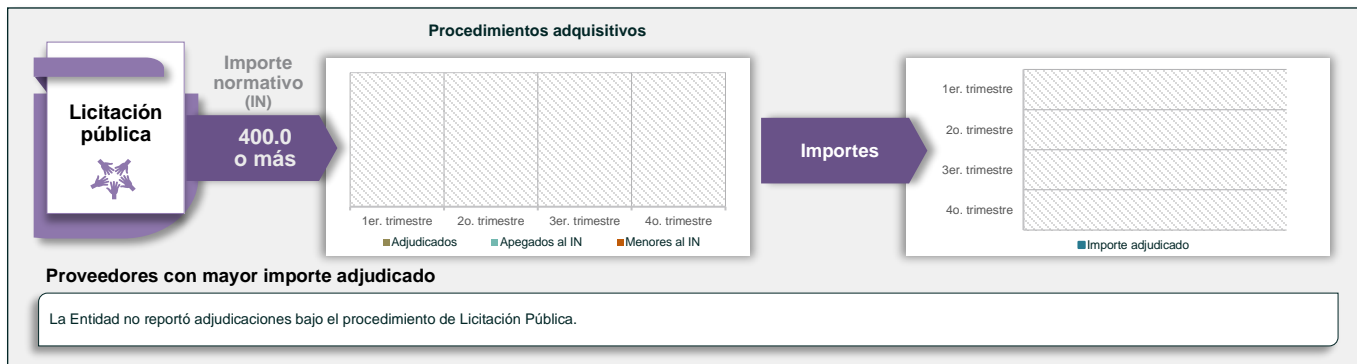 Procedimientos adquisitivos
Licitación
pública
Importe
normativo
(IN)
400.0
o más
1er. trimestre 2o. trimestre 3er. trimestre 4o. trimestre
Adjudicados Apegados al IN Menores al IN
Importes
1er. trimestre
2o. trimestre
3er. trimestre
4o. trimestre
Importe adjudicado
Proveedores con mayor importe adjudicado
La Entidad no reportó adjudicaciones bajo el procedimiento de Licitación Pública.